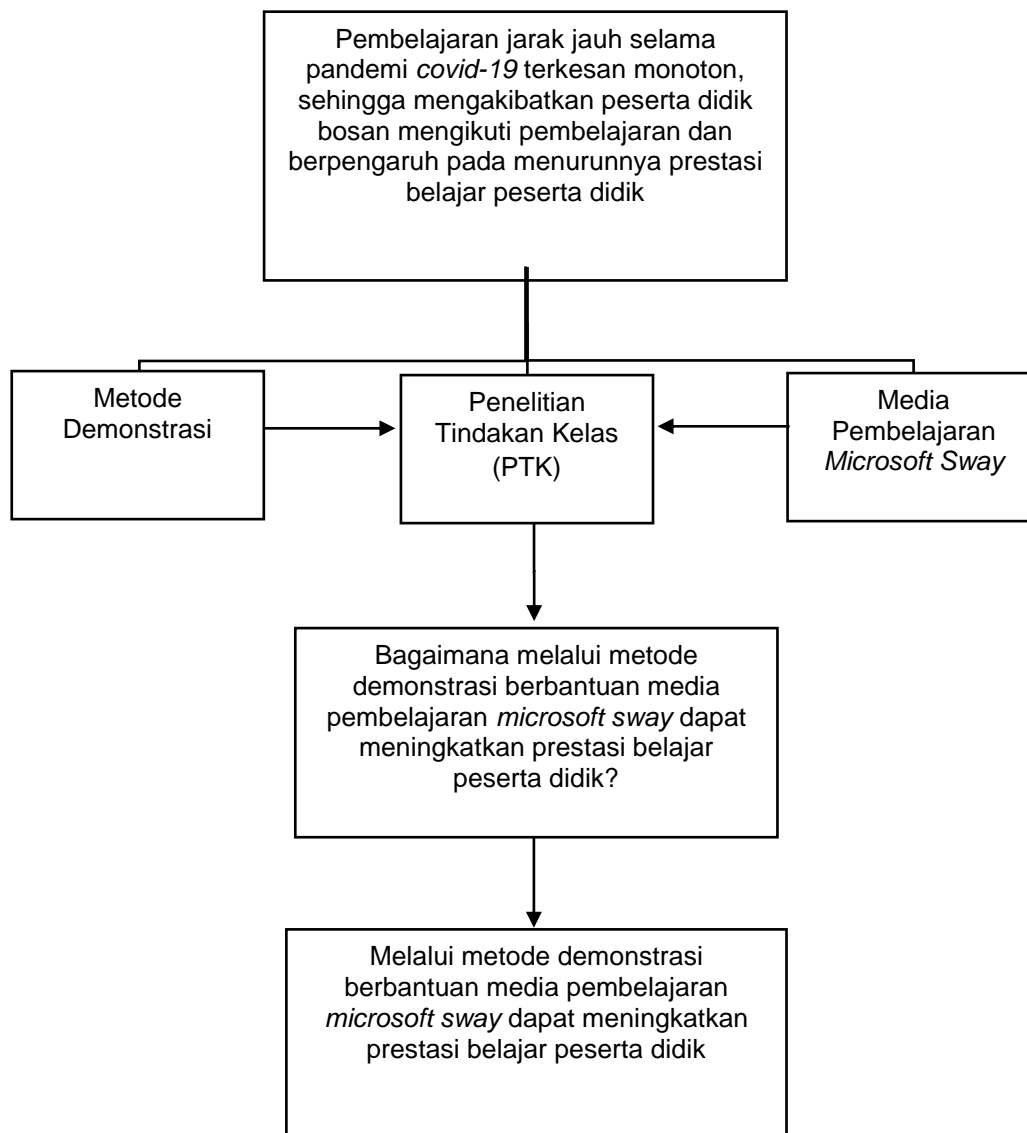 Pembelajaran jarak jauh selama
pandemi covid-19 terkesan monoton,
sehingga mengakibatkan peserta didik
bosan mengikuti pembelajaran dan
berpengaruh pada menurunnya prestasi
belajar peserta didik
Metode
Demonstrasi
Penelitian
Tindakan Kelas
(PTK)
Media
Pembelajaran
Microsoft Sway
Bagaimana melalui metode
demonstrasi berbantuan media
pembelajaran microsoft sway dapat
meningkatkan prestasi belajar
peserta didik?
Melalui metode demonstrasi
berbantuan media pembelajaran
microsoft sway dapat meningkatkan
prestasi belajar peserta didik